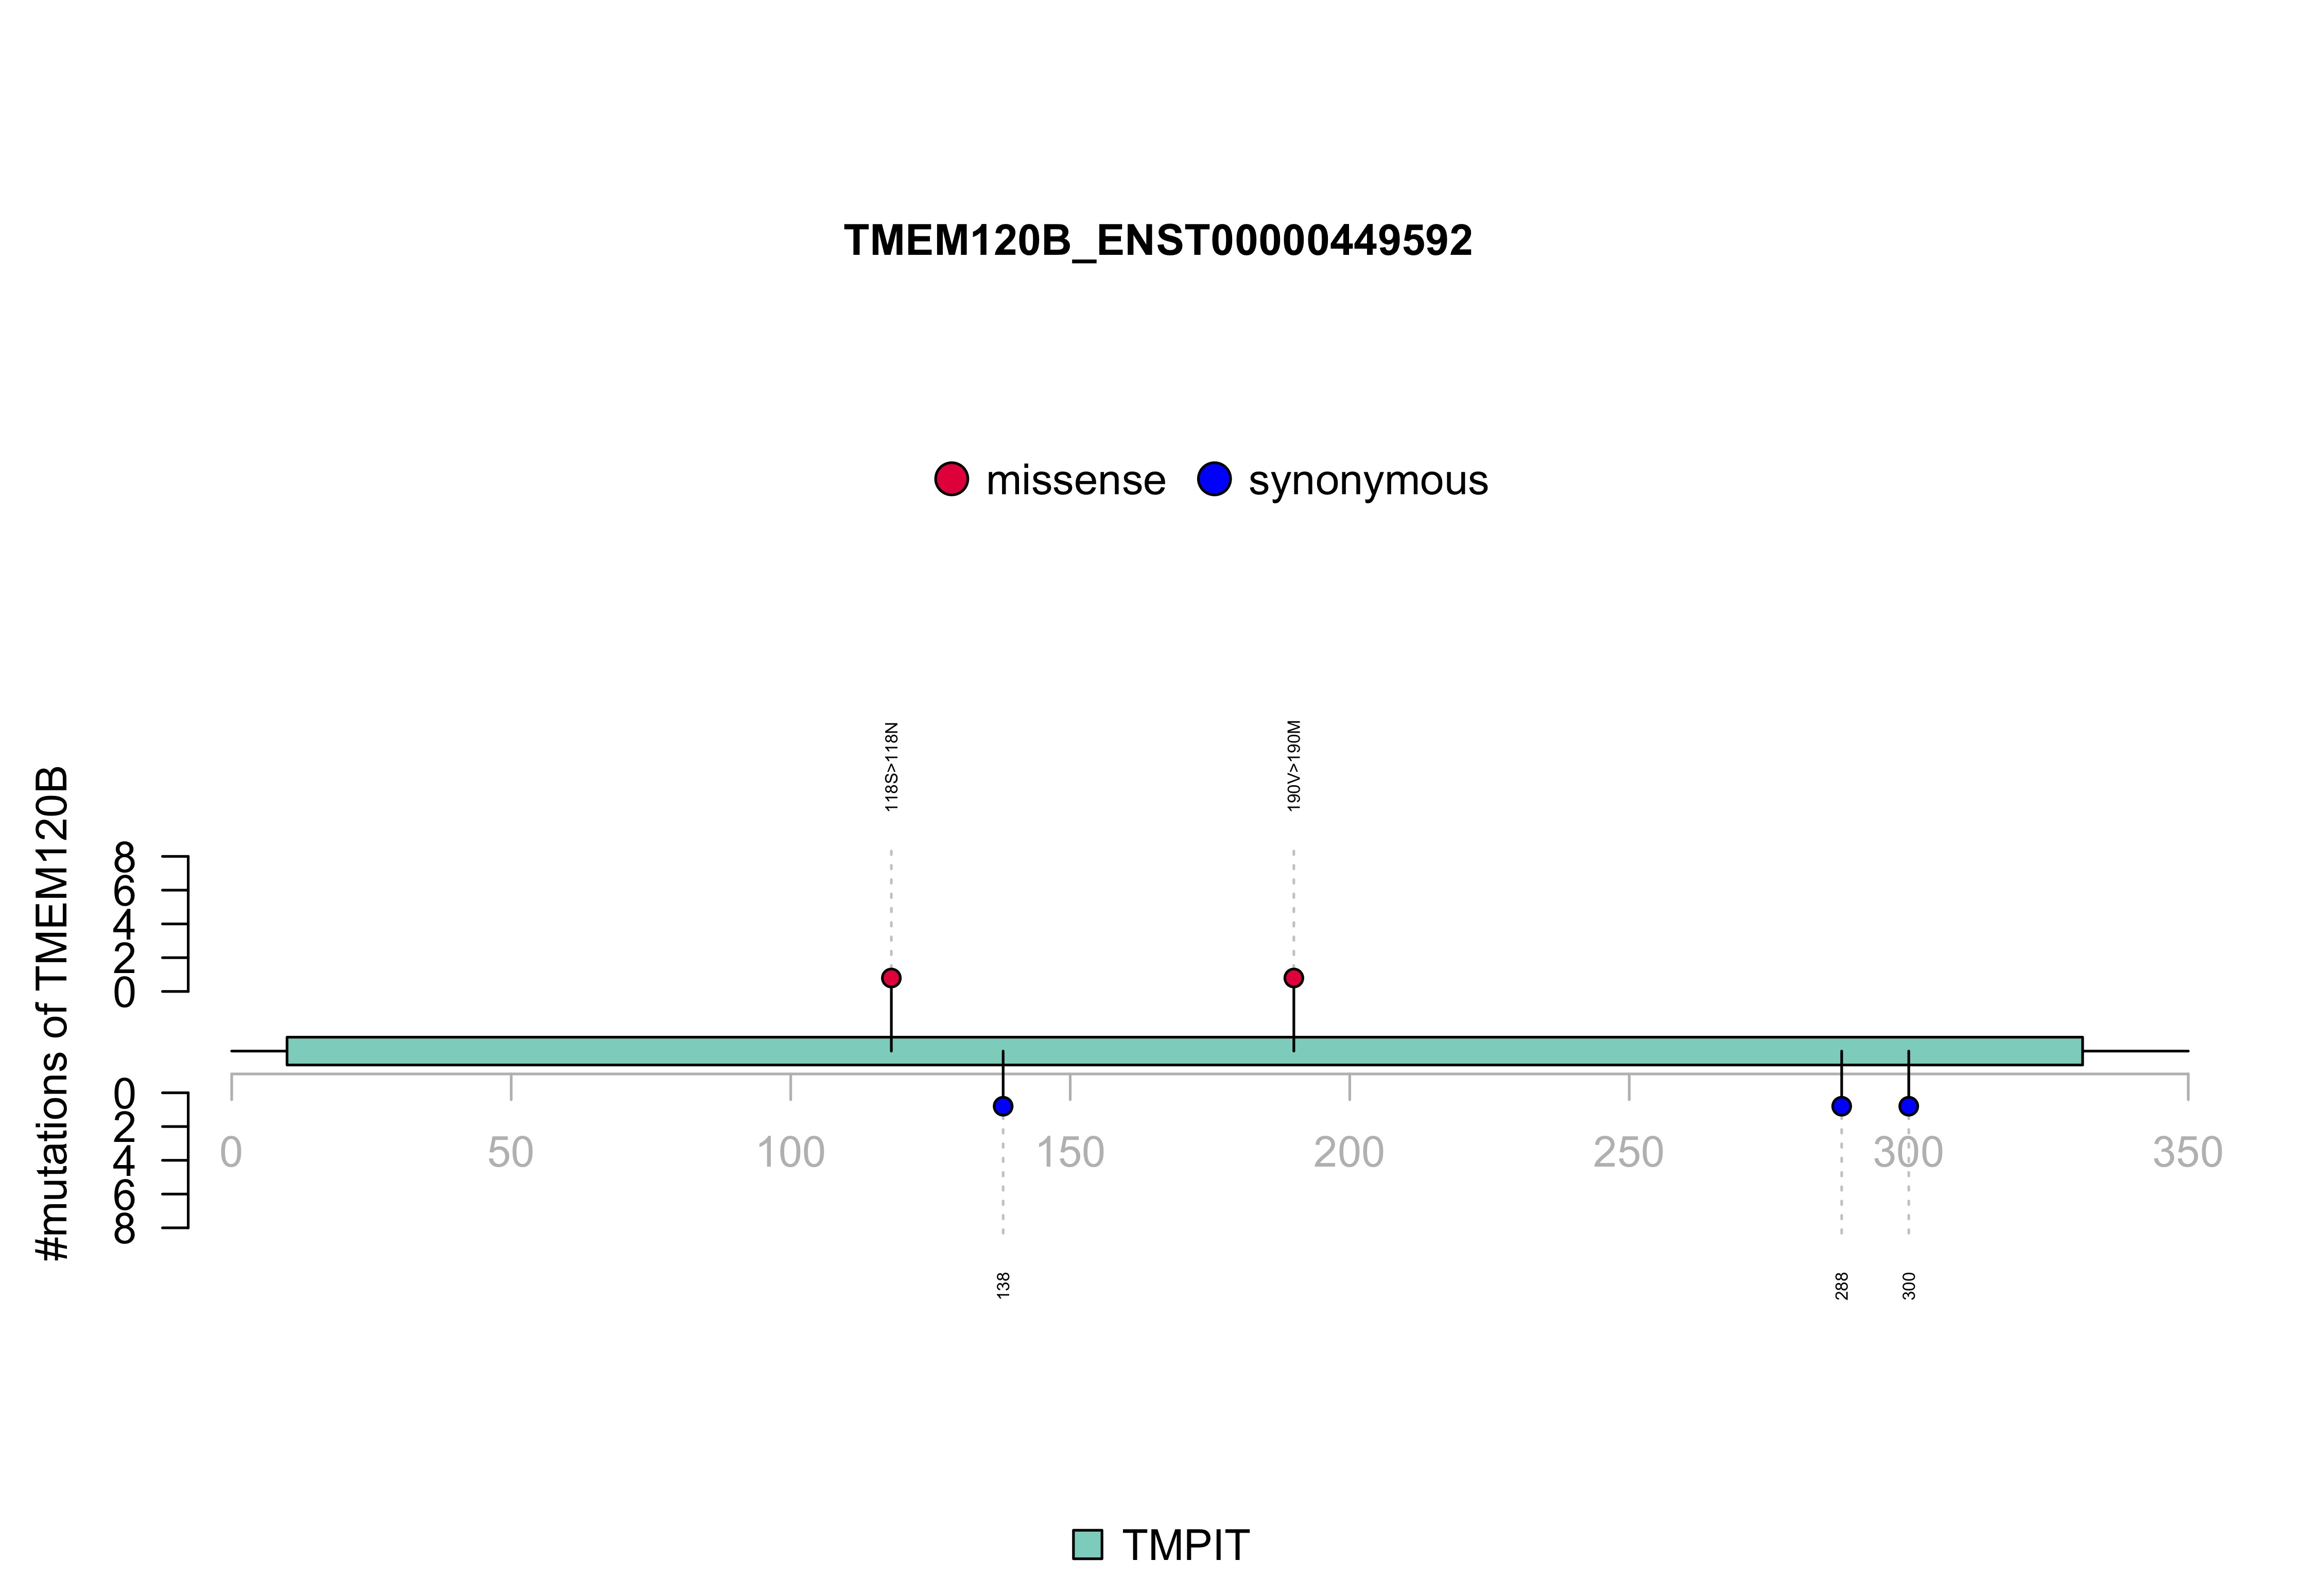 TMEM120B_ENST00000449592
missense synonymous
118S>118N
190V>190M
#mutations of TMEM120B
8
6
4
2
0
0
2
4
6
8
0 50 100 150 200 250 300 350
138
288
300
TMPIT